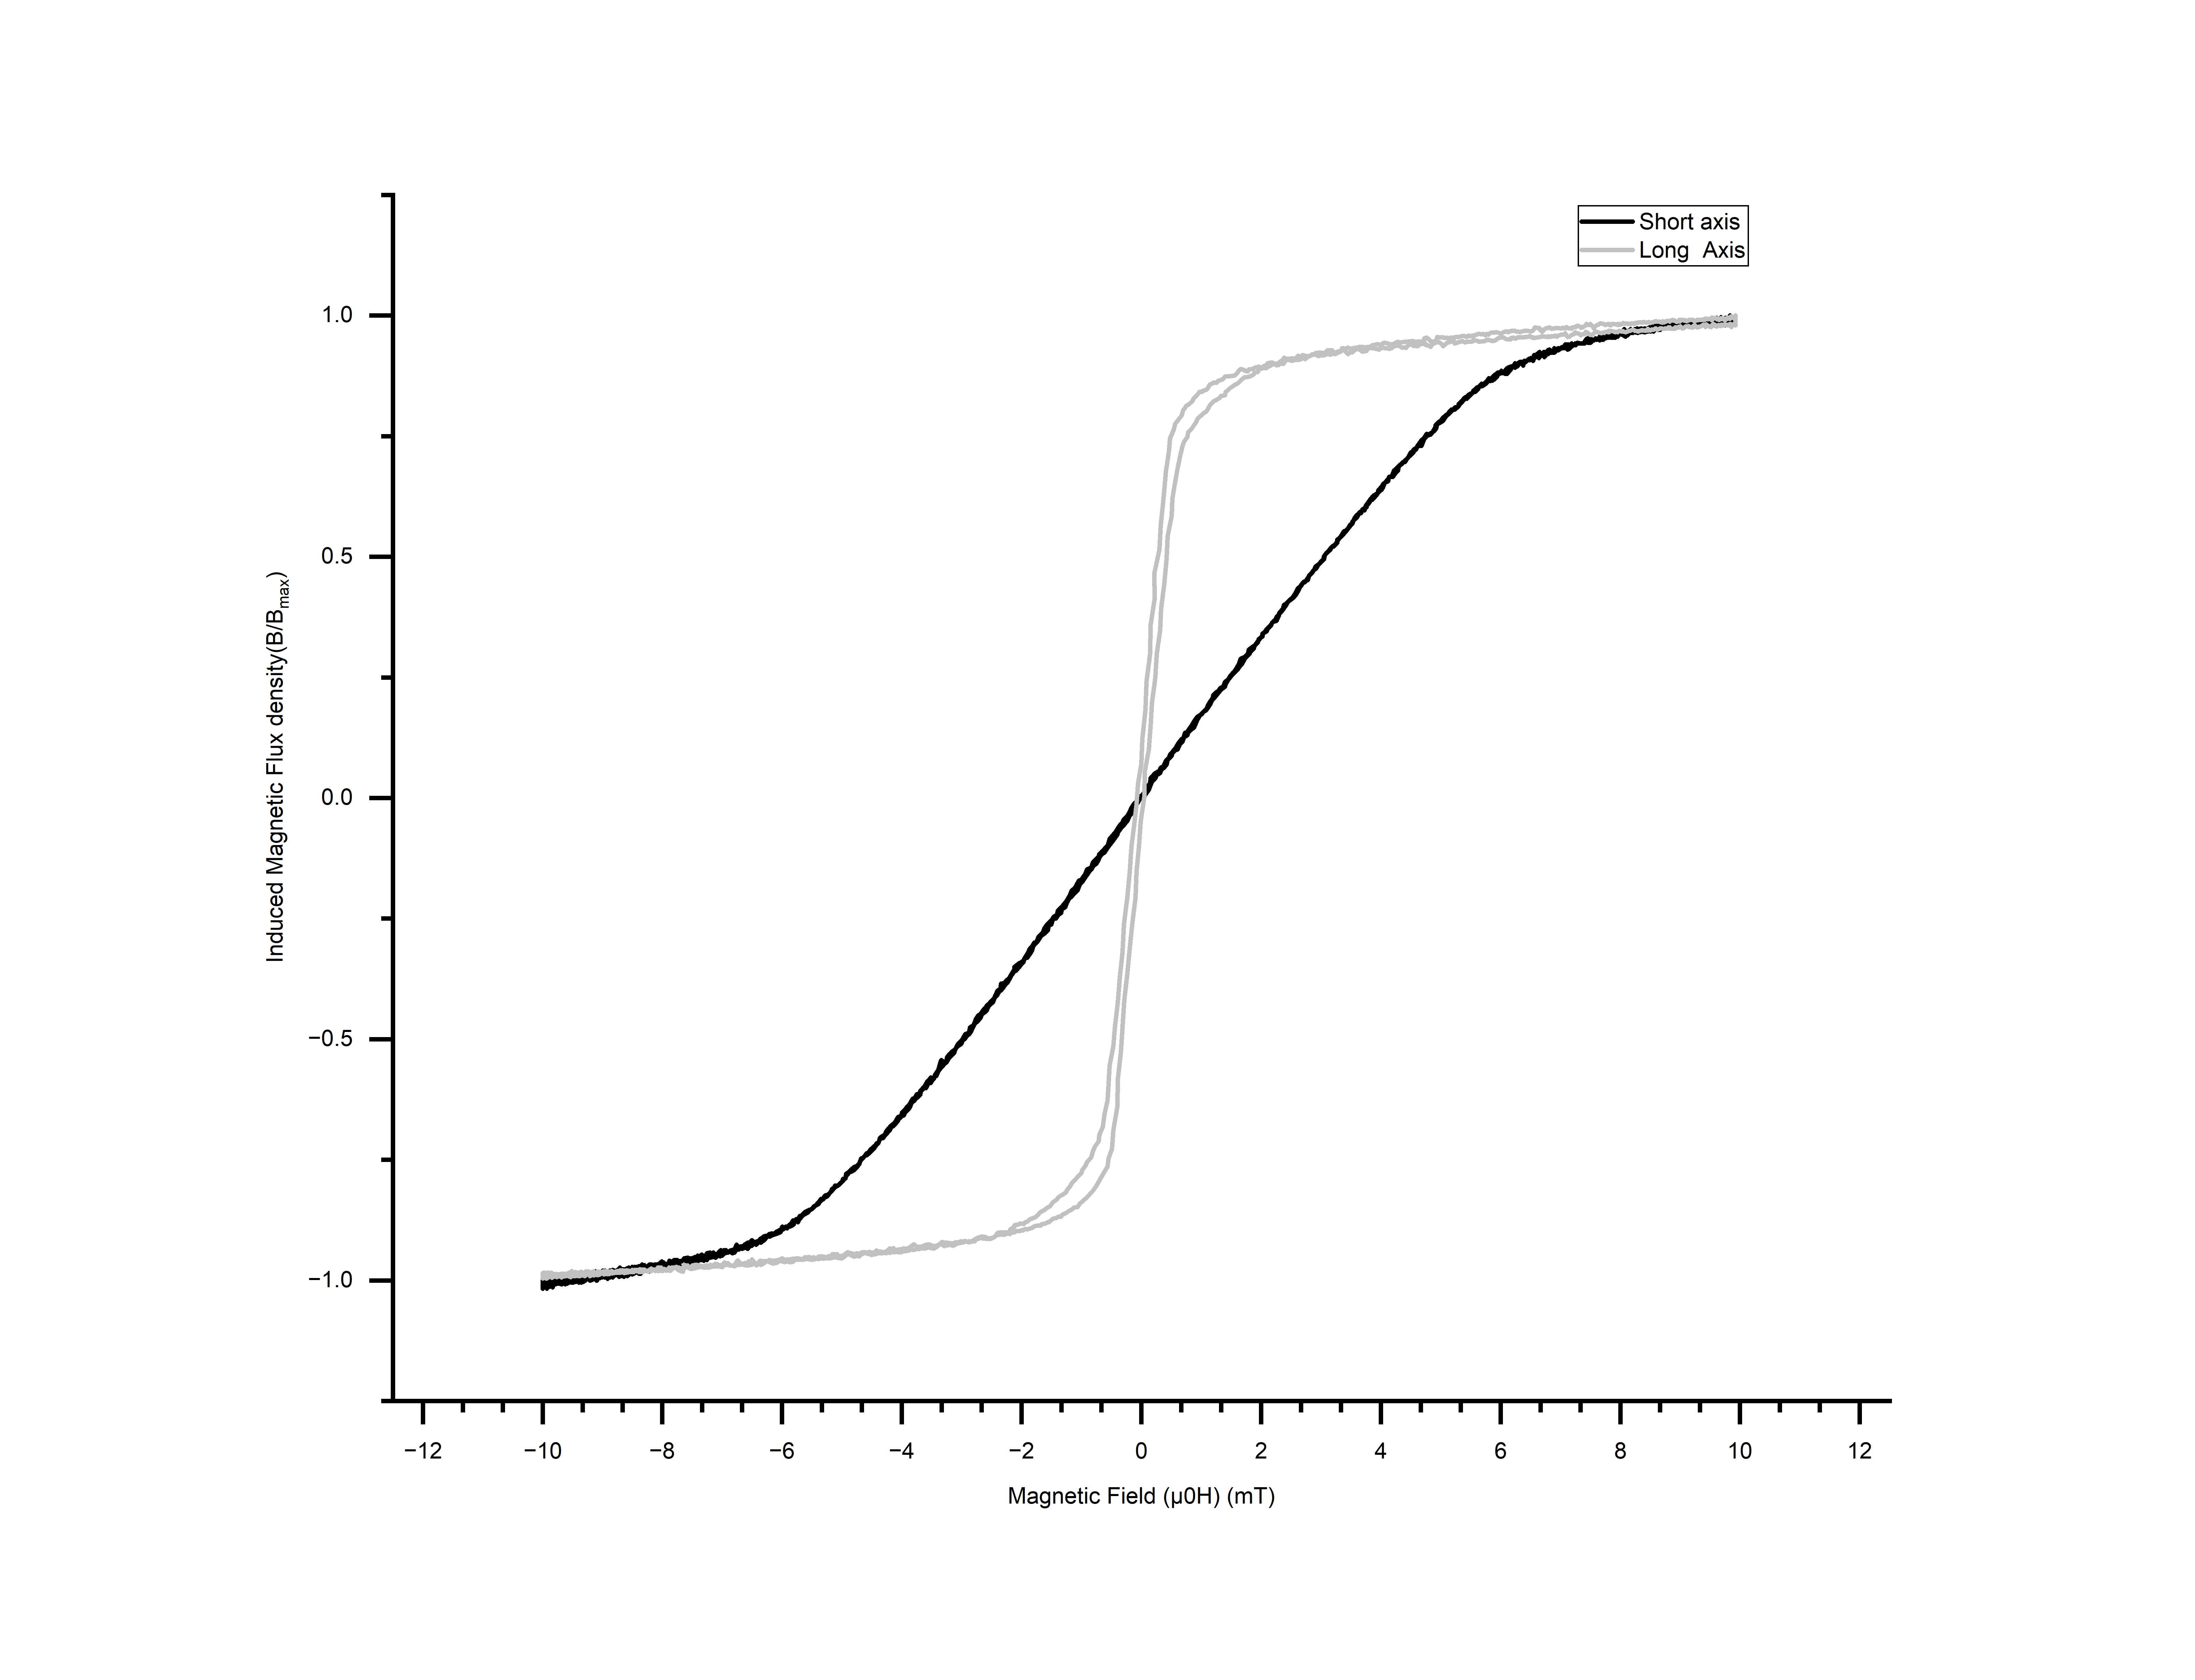 Short axis
Long  Axis
1.0
0.5
0.0
−0.5
−1.0
Induced Magnetic Flux density(B/Bmax)
−12 −10 −8 −6 −4 −2 0 2 4 6 8 10 12
Magnetic Field (μ0H) (mT)